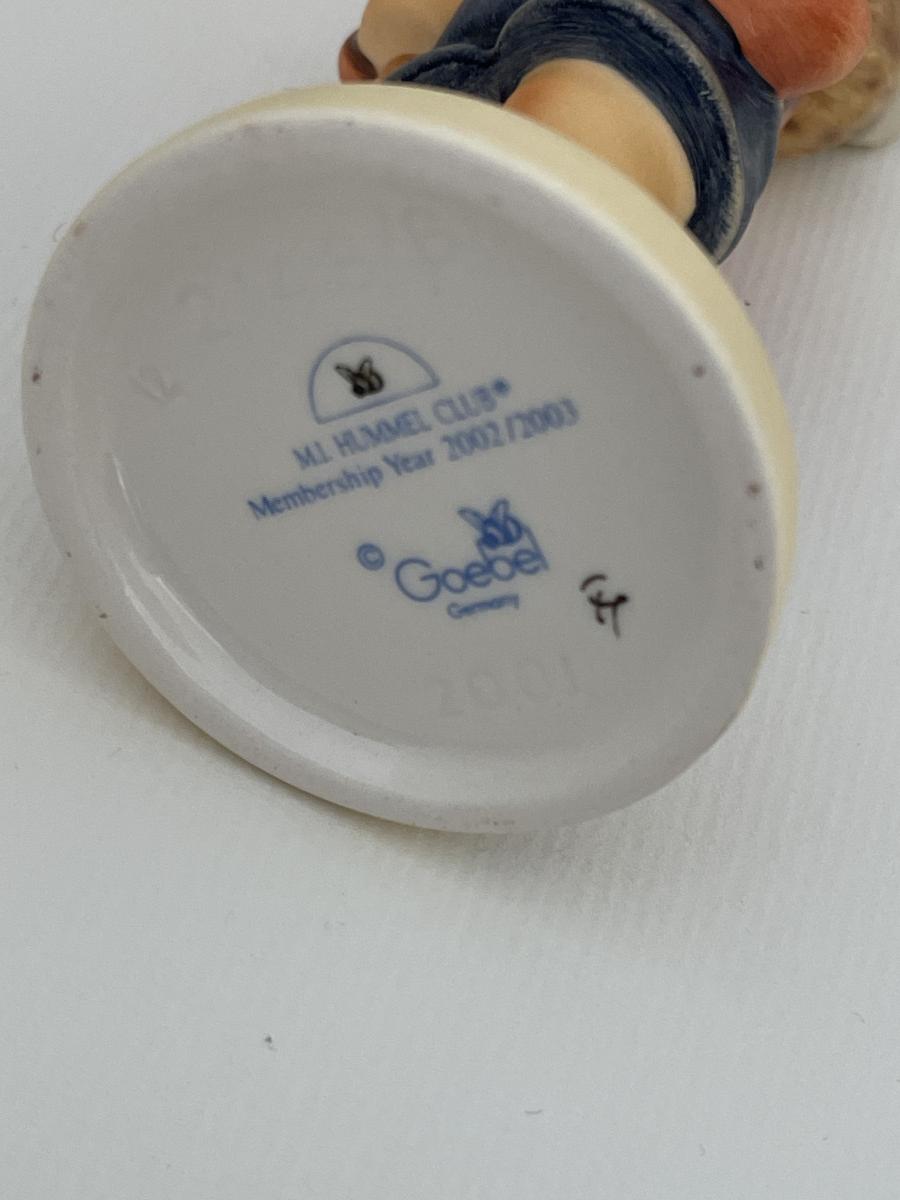 M.I. HUMMEL CLUB®
Membership Year 2002/2003
© Goebel
Germany
2001